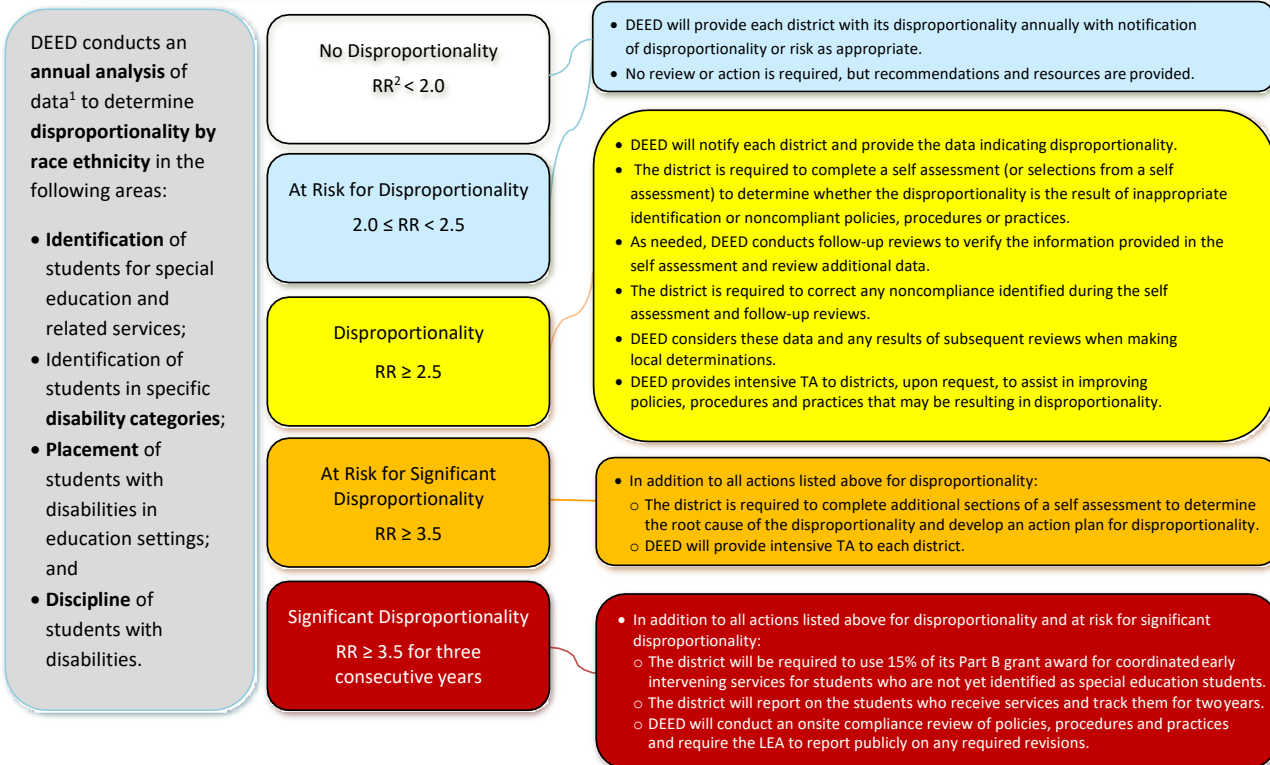 DEED conducts an
annual analysis of
data¹ to determine
disproportionality by
race ethnicity in the
following areas:
• Identification of
students for special
education and
related services;
• Identification of
students in specific
disability categories;
• Placement of
students with
disabilities in
education settings;
and
• Discipline of
students with
disabilities.
No Disproportionality
RR² < 2.0
At Risk for Disproportionality
2.0 ≤ RR < 2.5
Disproportionality
RR ≥ 2.5
At Risk for Significant
Disproportionality
RR ≥ 3.5
Significant Disproportionality
RR ≥ 3.5 for three
consecutive years
• DEED will provide each district with its disproportionality annually with notification
of disproportionality or risk as appropriate.
• No review or action is required, but recommendations and resources are provided.
• DEED will notify each district and provide the data indicating disproportionality.
• The district is required to complete a self assessment (or selections from a self
assessment) to determine whether the disproportionality is the result of inappropriate
identification or noncompliant policies, procedures or practices.
• As needed, DEED conducts follow-up reviews to verify the information provided in the
self assessment and review additional data.
• The district is required to correct any noncompliance identified during the self
assessment and follow-up reviews.
• DEED considers these data and any results of subsequent reviews when making
local determinations.
• DEED provides intensive TA to districts, upon request, to assist in improving
policies, procedures and practices that may be resulting in disproportionality.
• In addition to all actions listed above for disproportionality:
o The district is required to complete additional sections of a self assessment to determine
the root cause of the disproportionality and develop an action plan for disproportionality.
o DEED will provide intensive TA to each district.
• In addition to all actions listed above for disproportionality and at risk for significant
disproportionality:
o The district will be required to use 15% of its Part B grant award for coordinated early
intervening services for students who are not yet identified as special education students.
o The district will report on the students who receive services and track them for two years.
o DEED will conduct an onsite compliance review of policies, procedures and practices
and require the LEA to report publicly on any required revisions.